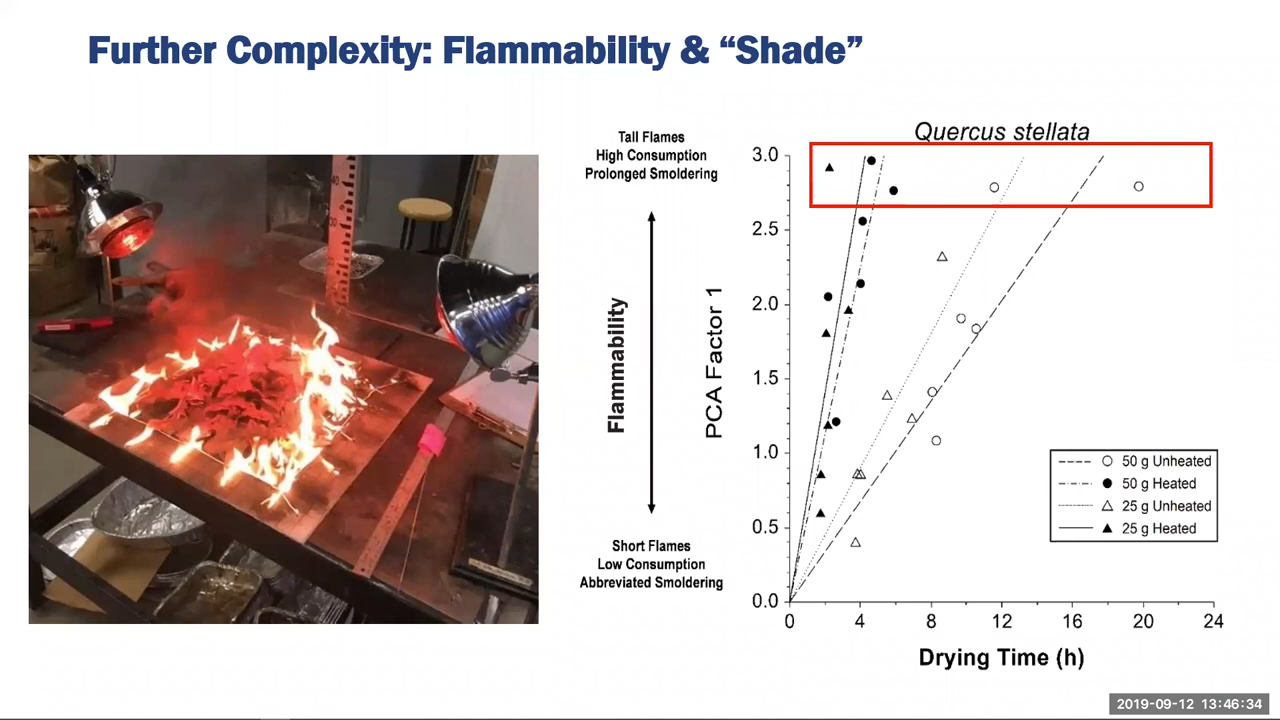 Further Complexity: Flammability & “Shade”
Tall Flames
High Consumption
Prolonged Smoldering
Flammability
Short Flames
Low Consumption
Abbreviated Smoldering
Quercus stellata
PCA Factor 1
3.0
2.5
2.0
1.5
1.0
0.5
0.0
0 4 8 12 16 20 24
Drying Time (h)
50 g Unheated
50 g Heated
25 g Unheated
25 g Heated
2019-09-12 13:46:34